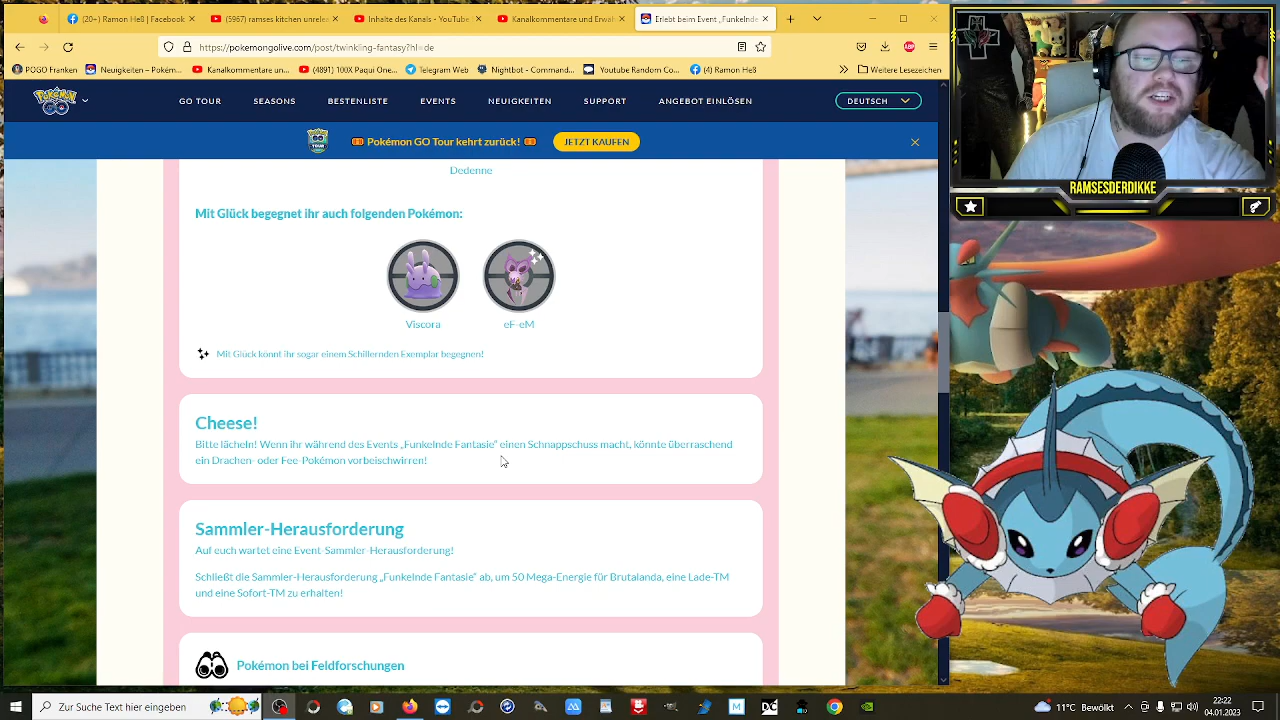 (20+) Ramon Heß | Facebook
(5967) ramses kitchen unreleas
Inhalte des Kanals - YouTube S
Kanalkommentare und Erwäh
Erlebt beim Event „Funkelnde
https://pokemongolive.com/post/twinkling-fantasy?hl=de
POGO Franken
Neuigkeiten – Pokém...
Kanalkommentare un...
(4891) 100X Paqui One...
Telegram Web
Nightbot - Comman...
Youtube Ramondo Co...
(4) Ramon Heß
Weitere Lesezeichen
GO TOUR
SEASONS
BESTENLISTE
EVENTS
NEUIGKEITEN
SUPPORT
ANGEBOT EINLÖSEN
DEUTSCH
Pokémon GO Tour kehrt zurück!
JETZT KAUFEN
RAMSESDERDIKKE
Dedenne
Mit Glück begegnet ihr auch folgenden Pokémon:
Viscora
eF-eM
Mit Glück könnt ihr sogar einem Schillernden Exemplar begegnen!
Cheese!
Bitte lächeln! Wenn ihr während des Events „Funkelnde Fantasie“ einen Schnappschuss macht, könnte überraschend
ein Drachen- oder Fee-Pokémon vorbeischwirren!
Sammler-Herausforderung
Auf euch wartet eine Event-Sammler-Herausforderung!
Schließt die Sammler-Herausforderung „Funkelnde Fantasie“ ab, um 50 Mega-Energie für Brutalanda, eine Lade-TM
und eine Sofort-TM zu erhalten!
Pokémon bei Feldforschungen
Zur Suche Text hier eingeben
22:22
04.01.2023